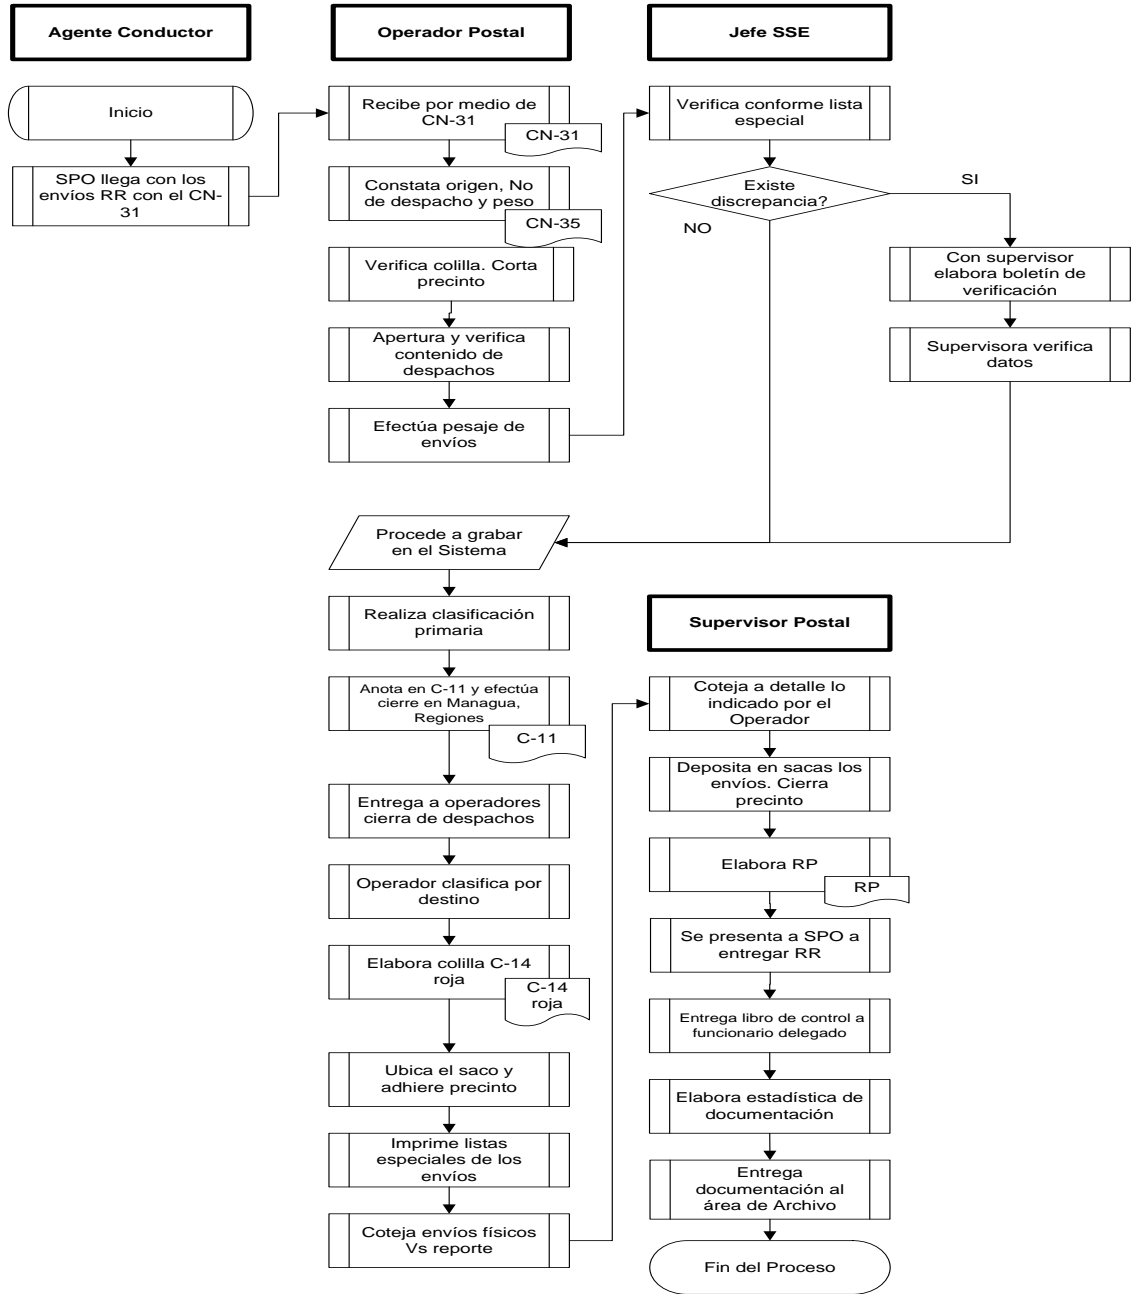 Agente Conductor
Operador Postal
Jefe SSE
Inicio
SPO llega con los
envíos RR con el CN-
31
Recibe por medio de
CN-31
CN-31
Constata origen, No
de despacho y peso
CN-35
Verifica colilla. Corta
precinto
Apertura y verifica
contenido de
despachos
Efectúa pesaje de
envíos
Verifica conforme lista
especial
Existe
discrepancia?
SI
NO
Con supervisor
elabora boletín de
verificación
Supervisora verifica
datos
Procede a grabar
en el Sistema
Realiza clasificación
primaria
Anota en C-11 y efectúa
cierre en Managua,
Regiones
C-11
Entrega a operadores
cierra de despachos
Operador clasifica por
destino
Elabora colilla C-14
roja
C-14
roja
Ubica el saco y
adhiere precinto
Imprime listas
especiales de los
envíos
Coteja envíos físicos
Vs reporte
Supervisor Postal
Coteja a detalle lo
indicado por el
Operador
Deposita en sacas los
envíos. Cierra
precinto
Elabora RP
RP
Se presenta a SPO a
entregar RR
Entrega libro de control a
funcionario delegado
Elabora estadística de
documentación
Entrega
documentación al
área de Archivo
Fin del Proceso